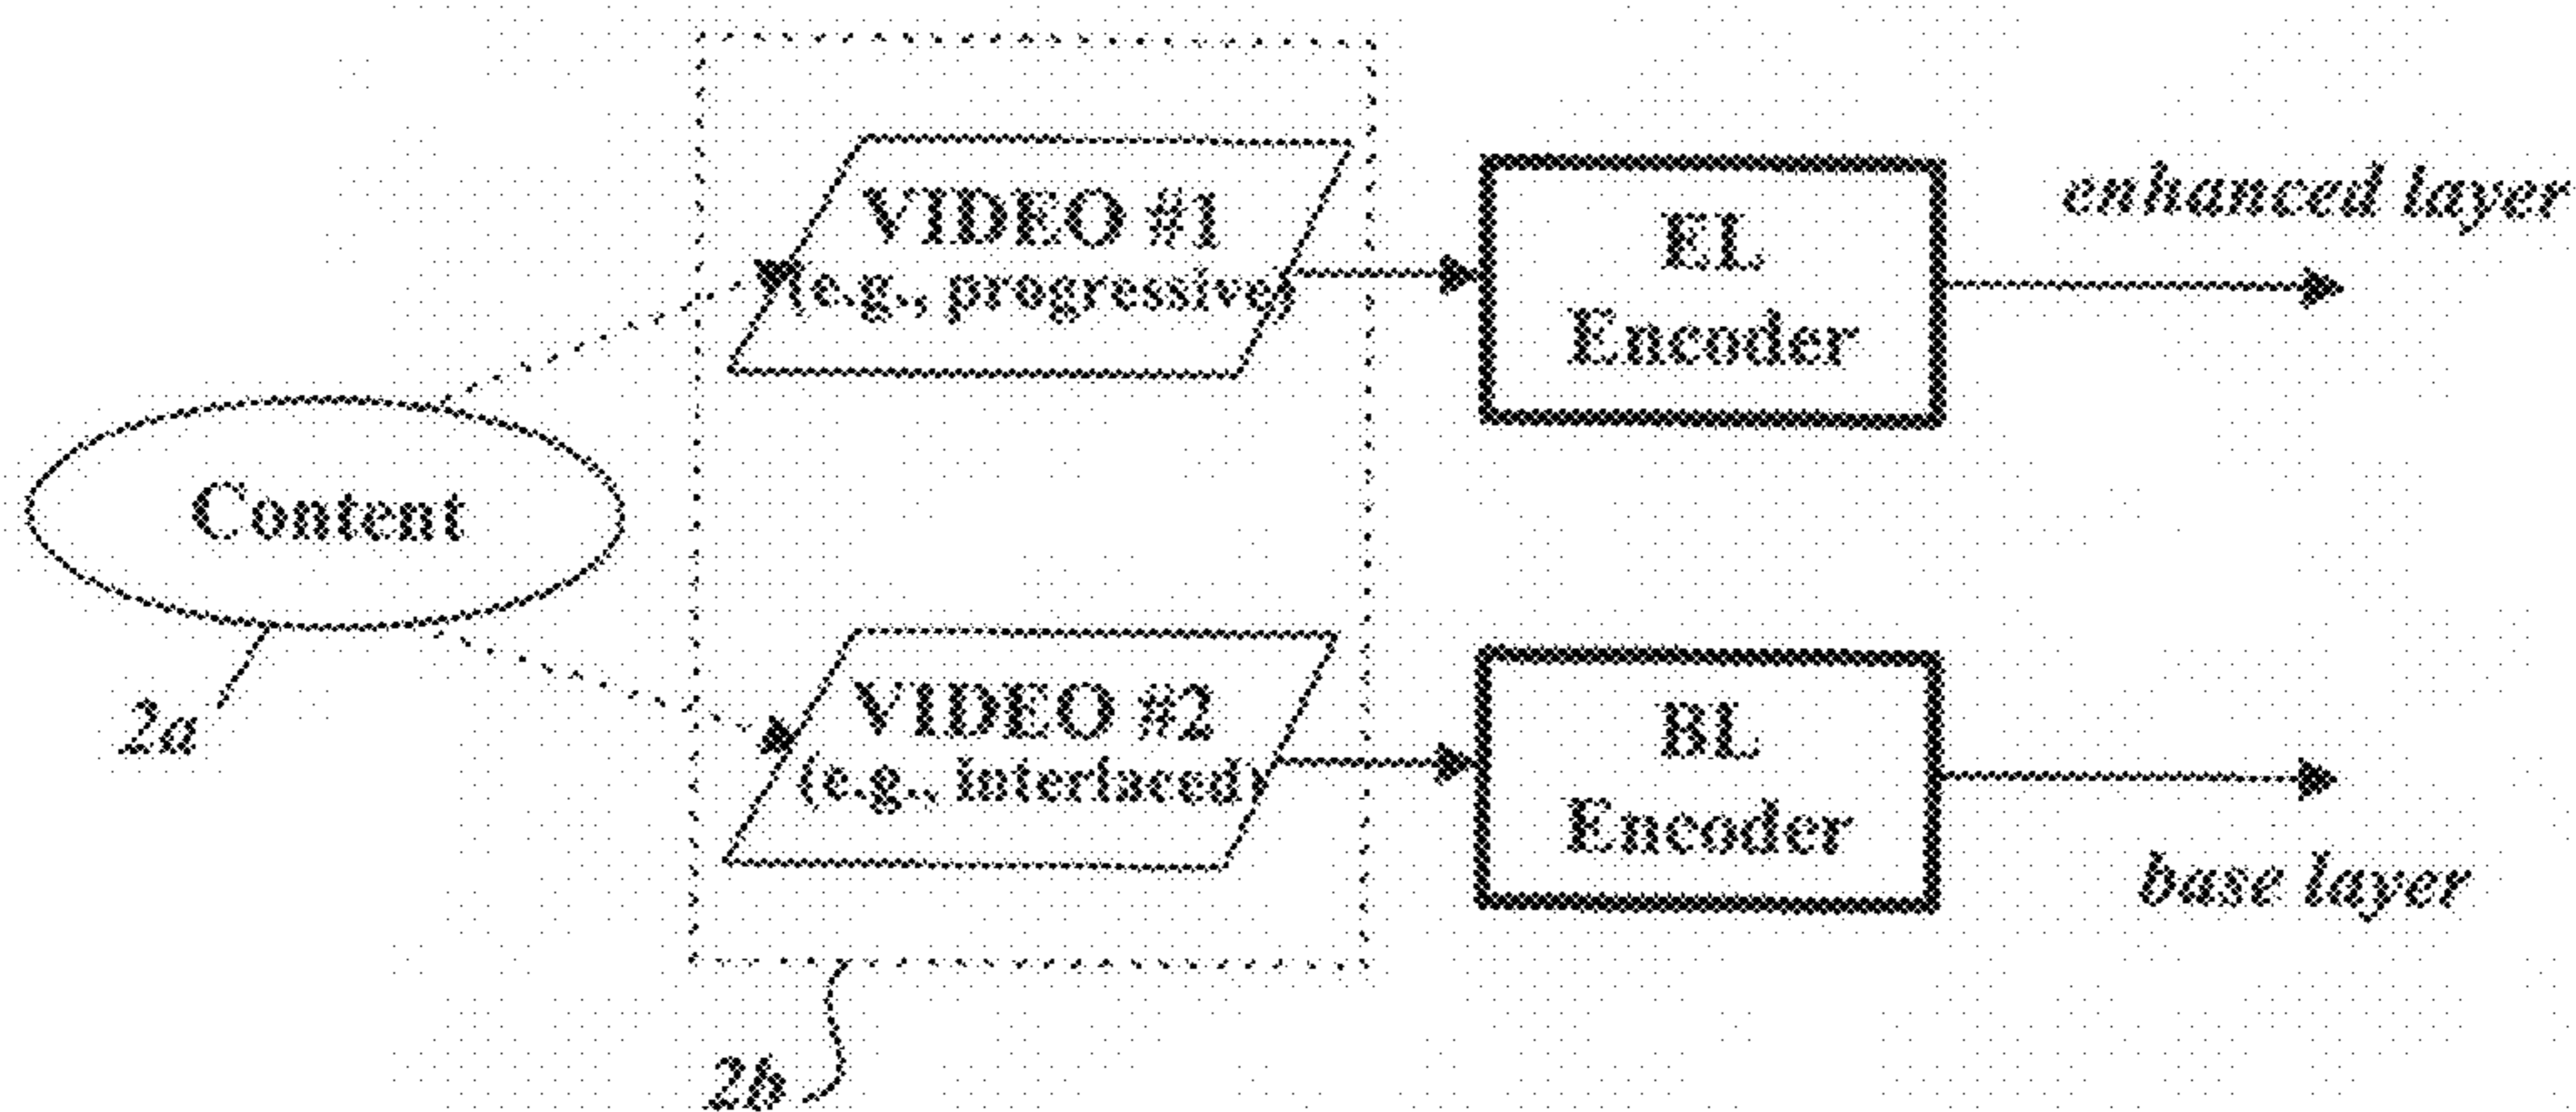 VIDEO #1
(e.g., progressive)
EL
Encoder
enhanced layer
Content
2a
VIDEO #2
(e.g., interlaced)
BL
Encoder
base layer
2b